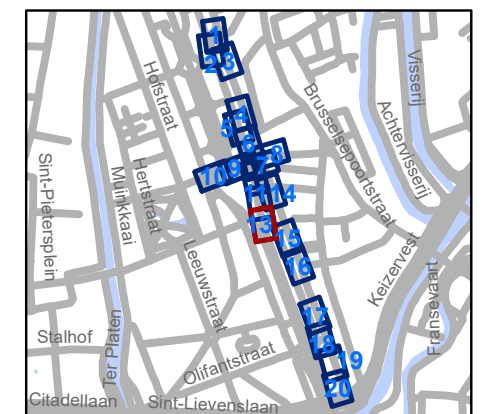 1
2
3
4
5
6
7
8
9
10
11
14
13
15
16
17
18
19
20
Hofstraat
Visserij
Brusselsepoortstraat
Achtervisserij
Sint-Pietersplein
Muinkkaai
Hertstraat
Leeuwstraat
Keizervest
Fransevaart
Stalhof
Ter Platen
Olifantstraat
Citadellaan
Sint-Lievenslaan